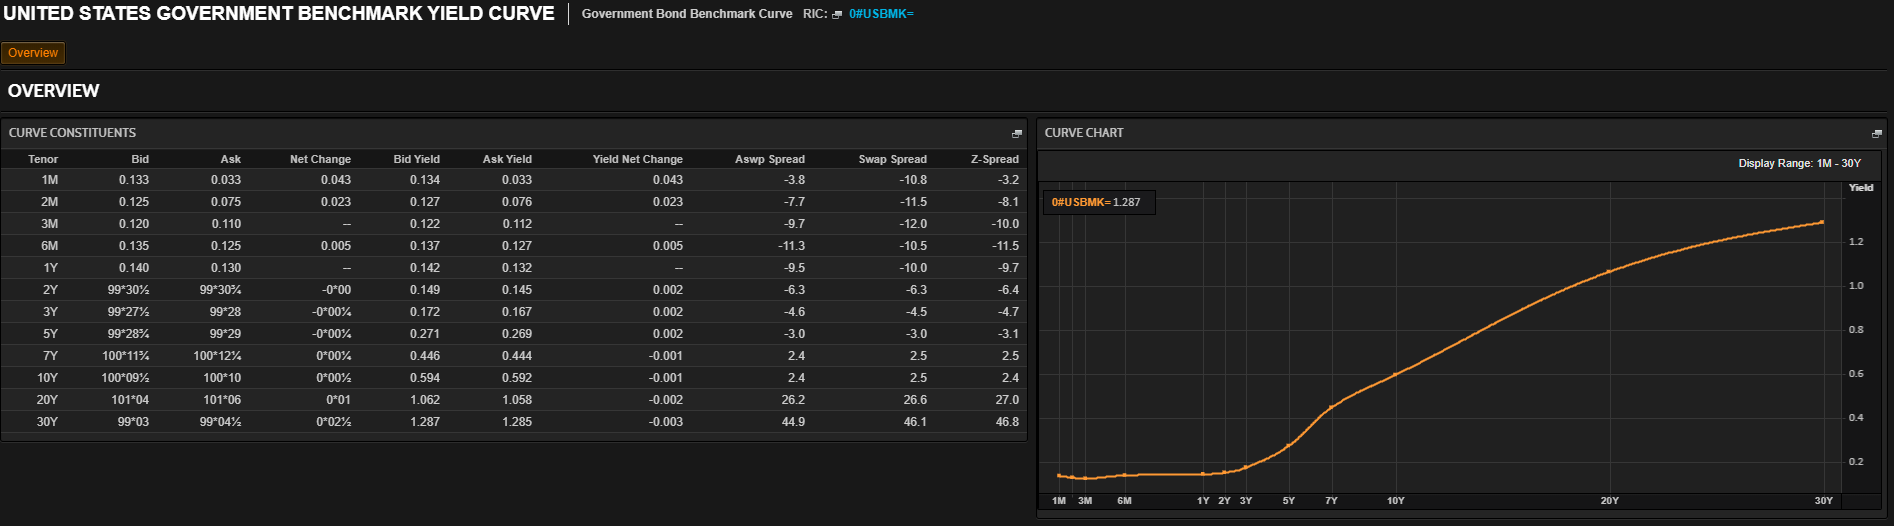 UNITED STATES GOVERNMENT BENCHMARK YIELD CURVE Government Bond Benchmark Curve RIC: 0#USBMK=
Overview
OVERVIEW
CURVE CONSTITUENTS
Tenor Bid Ask Net Change Bid Yield Ask Yield Yield Net Change Aswp Spread Swap Spread Z-Spread
1M 0.133 0.033 0.043 0.134 0.033 0.043 -3.8 -10.8 -3.2
2M 0.125 0.075 0.023 0.127 0.076 0.023 -7.7 -11.5 -8.1
3M 0.120 0.110 -- 0.122 0.112 -- -9.7 -12.0 -10.0
6M 0.135 0.125 0.005 0.137 0.127 0.005 -11.3 -10.5 -11.5
1Y 0.140 0.130 -- 0.142 0.132 -- -9.5 -10.0 -9.7
2Y 99*30½ 99*30¾ -0*00 0.149 0.145 0.002 -6.3 -6.3 -6.4
3Y 99*27½ 99*28 -0*00¼ 0.172 0.167 0.002 -4.6 -4.5 -4.7
5Y 99*28¾ 99*29 -0*00¼ 0.271 0.269 0.002 -3.0 -3.0 -3.1
7Y 100*11¾ 100*12¼ 0*00¼ 0.446 0.444 -0.001 2.4 2.5 2.5
10Y 100*09½ 100*10 0*00½ 0.594 0.592 -0.001 2.4 2.5 2.4
20Y 101*04 101*06 0*01 1.062 1.058 -0.002 26.2 26.6 27.0
30Y 99*03 99*04½ 0*02½ 1.287 1.285 -0.003 44.9 46.1 46.8
CURVE CHART
Display Range: 1M - 30Y
Yield
0#USBMK= 1.287
1.2
1.0
0.8
0.6
0.4
0.2
1M 3M 6M 1Y 2Y 3Y 5Y 7Y 10Y 20Y 30Y